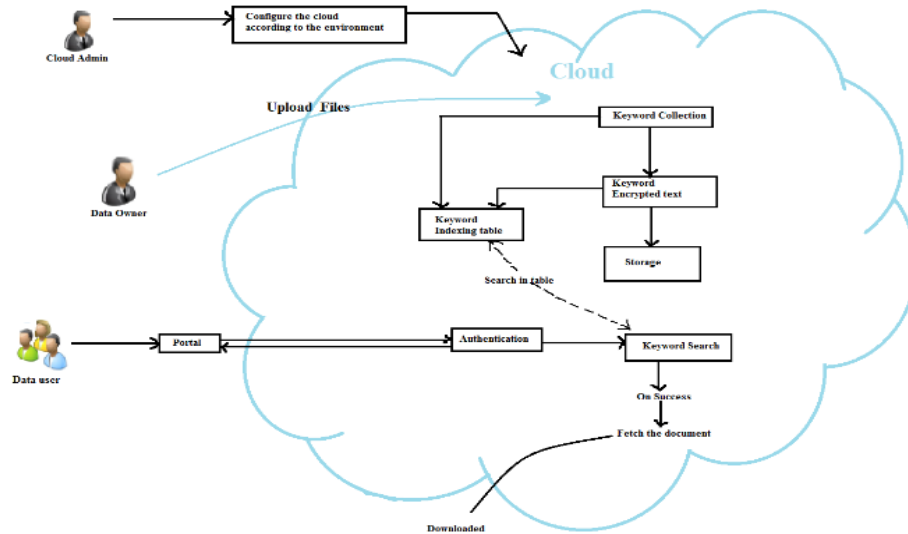 Configure the cloud
according to the environment
Cloud Admin
Cloud
Upload Files
Keyword Collection
Keyword
Encrypted text
Data Owner
Keyword
Indexing table
Storage
Search in table
Portal
Authentication
Keyword Search
Data user
On Success
Fetch the document
Downloaded